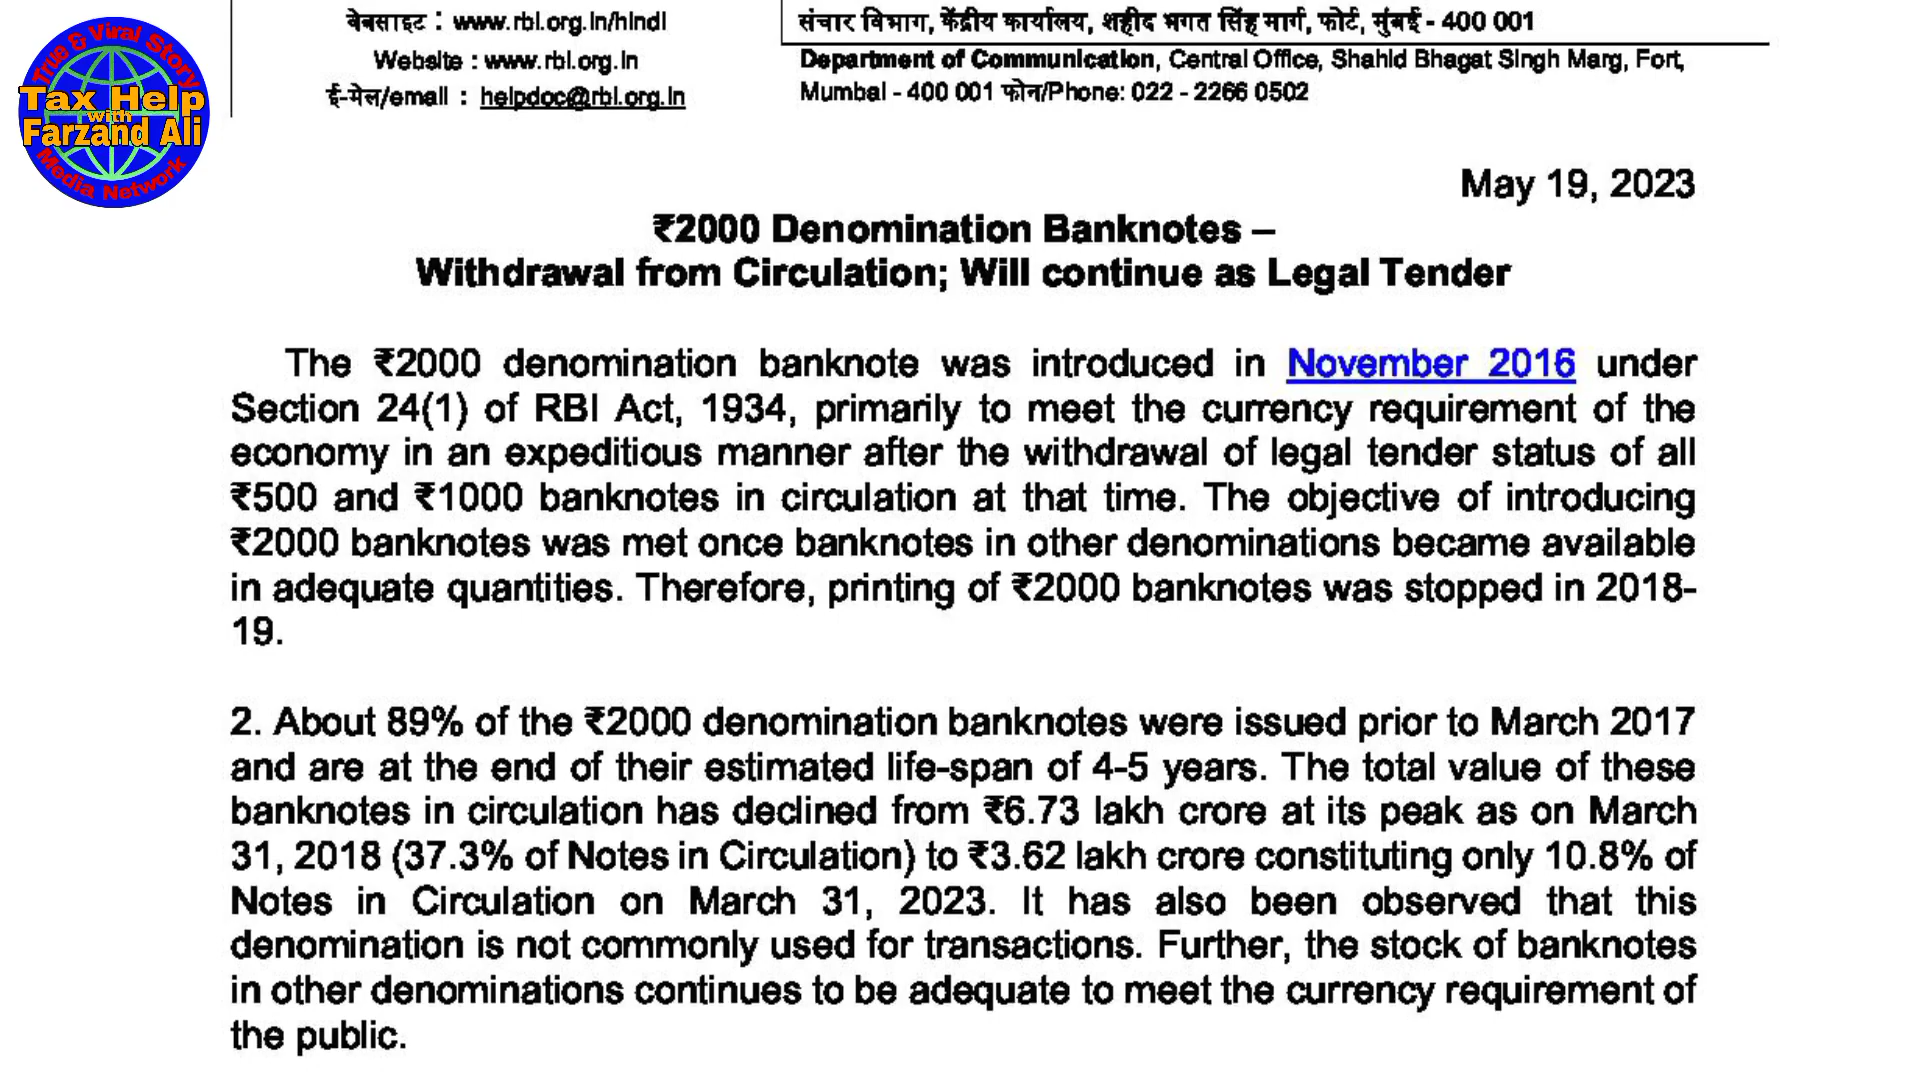 True & Viral Story
Tax Help
with
Farzand Ali
Media Network
वेबसाइट : www.rbi.org.in/hindi
Website : www.rbi.org.in
ई-मेल/email : helpdoc@rbi.org.in
संचार विभाग, केंद्रीय कार्यालय, शहीद भगत सिंह मार्ग, फोर्ट, मुंबई - 400 001
Department of Communication, Central Office, Shahid Bhagat Singh Marg, Fort,
Mumbai - 400 001 फोन/Phone: 022 - 2266 0502
May 19, 2023
₹2000 Denomination Banknotes –
Withdrawal from Circulation; Will continue as Legal Tender
The ₹2000 denomination banknote was introduced in November 2016 under
Section 24(1) of RBI Act, 1934, primarily to meet the currency requirement of the
economy in an expeditious manner after the withdrawal of legal tender status of all
₹500 and ₹1000 banknotes in circulation at that time. The objective of introducing
₹2000 banknotes was met once banknotes in other denominations became available
in adequate quantities. Therefore, printing of ₹2000 banknotes was stopped in 2018-
19.
2. About 89% of the ₹2000 denomination banknotes were issued prior to March 2017
and are at the end of their estimated life-span of 4-5 years. The total value of these
banknotes in circulation has declined from ₹6.73 lakh crore at its peak as on March
31, 2018 (37.3% of Notes in Circulation) to ₹3.62 lakh crore constituting only 10.8% of
Notes in Circulation on March 31, 2023. It has also been observed that this
denomination is not commonly used for transactions. Further, the stock of banknotes
in other denominations continues to be adequate to meet the currency requirement of
the public.